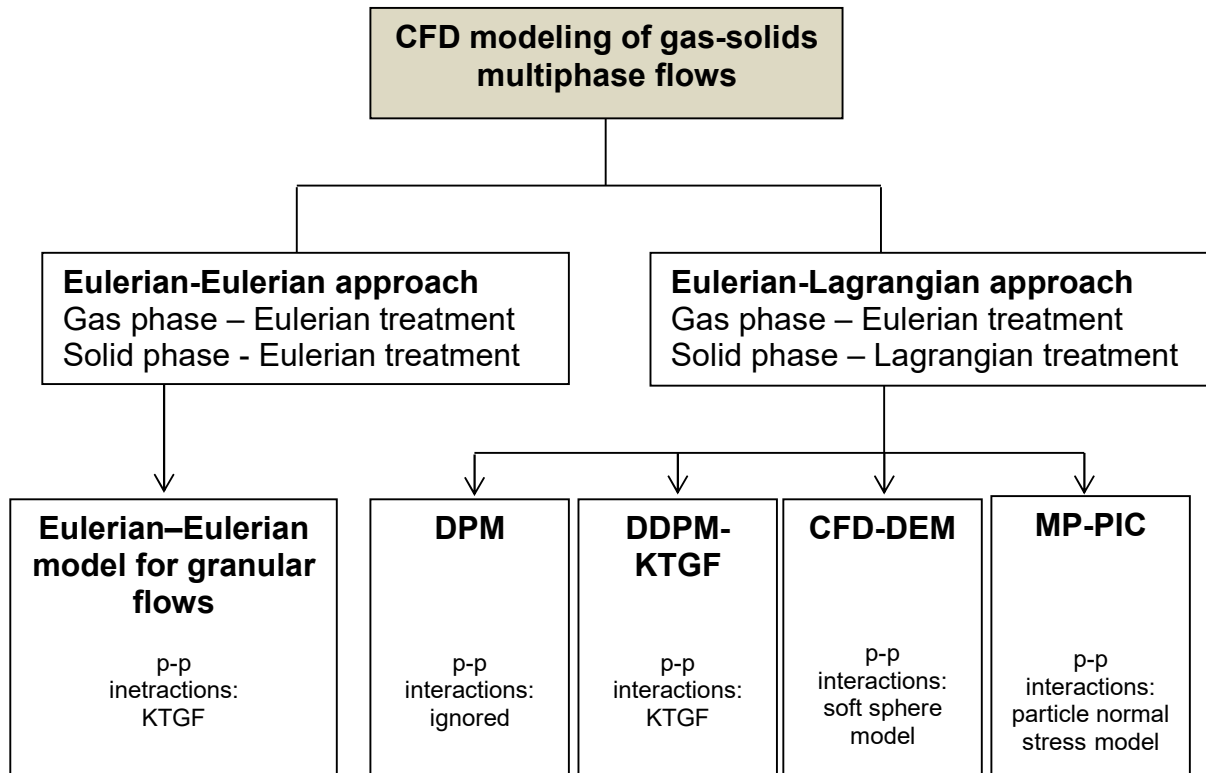 CFD modeling of gas-solids
multiphase flows
Eulerian-Eulerian approach
Gas phase – Eulerian treatment
Solid phase - Eulerian treatment
Eulerian-Lagrangian approach
Gas phase – Eulerian treatment
Solid phase – Lagrangian treatment
Eulerian–Eulerian
model for granular
flows
p-p
inetractions:
KTGF
DPM
p-p
interactions:
ignored
DDPM-
KTGF
p-p
interactions:
KTGF
CFD-DEM
p-p
interactions:
soft sphere
model
MP-PIC
p-p
interactions:
particle normal
stress model